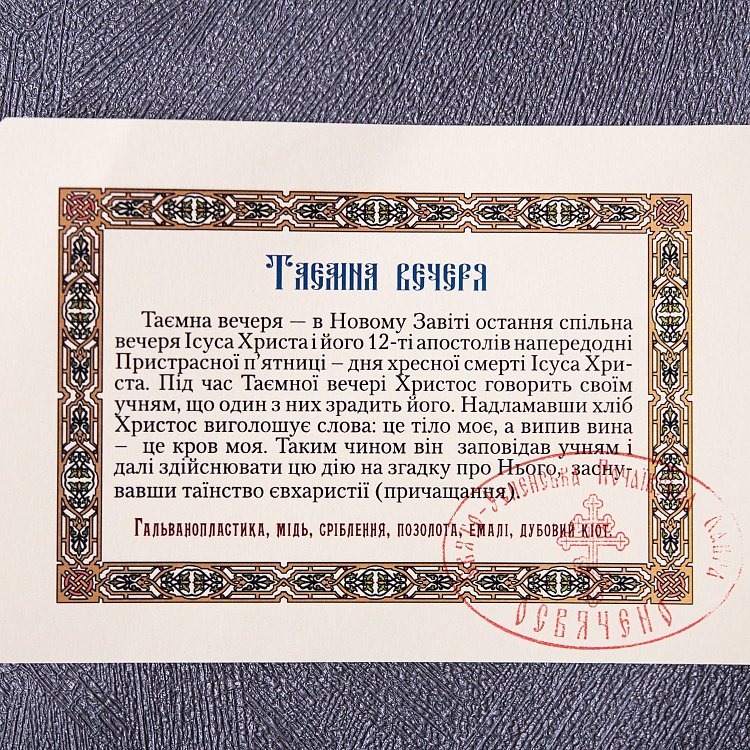 Таємна вечеря
Таємна вечеря — в Новому Завіті остання спільна
вечеря Ісуса Христа і його 12-ті апостолів напередодні
Пристрасної п'ятниці – дня хресної смерті Ісуса Хри-
ста. Під час Таємної вечері Христос говорить своїм
учням, що один з них зрадить його. Надламавши хліб
Христос виголошує слова: це тіло моє, а випив вина
– це кров моя. Таким чином він заповідав учням і
далі здійснювати цю дію на згадку про Нього, засну-
вавши таїнство євхаристії (причащання).
Гальванопластика, мідь, сріблення, позолота, емалі, дубовий кіот.
ОСВЯЧЕНО